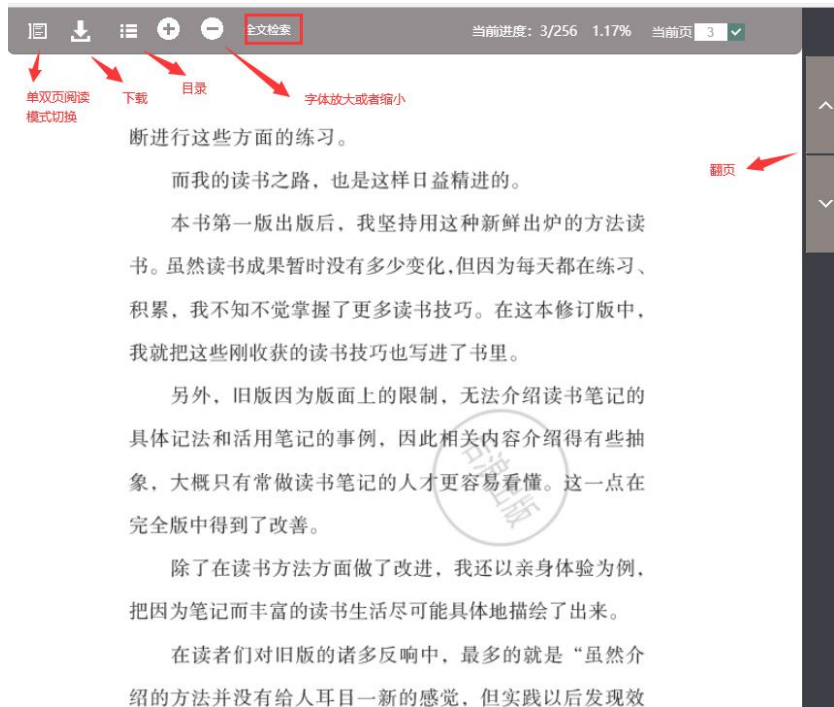 全文检索
当前进度：3/256 1.17% 当前页 3
单双页阅读
模式切换
下载
目录
字体放大或者缩小
翻页
断进行这些方面的练习。
而我的读书之路，也是这样日益精进的。
本书第一版出版后，我坚持用这种新鲜出炉的方法读
书。虽然读书成果暂时没有多少变化，但因为每天都在练习、
积累，我不知不觉掌握了更多读书技巧。在这本修订版中，
我就把这些刚收获的读书技巧也写进了书里。
另外，旧版因为版面上的限制，无法介绍读书笔记的
具体记法和活用笔记的事例，因此相关内容介绍得有些抽
象，大概只有常做读书笔记的人才更容易看懂。这一点在
完全版中得到了改善。
除了在读书方法方面做了改进，我还以亲身体验为例，
把因为笔记而丰富的读书生活尽可能具体地描绘了出来。
在读者们对旧版的诸多反响中，最多的就是“虽然介
绍的方法并没有给人耳目一新的感觉，但实践以后发现效
后浪出版